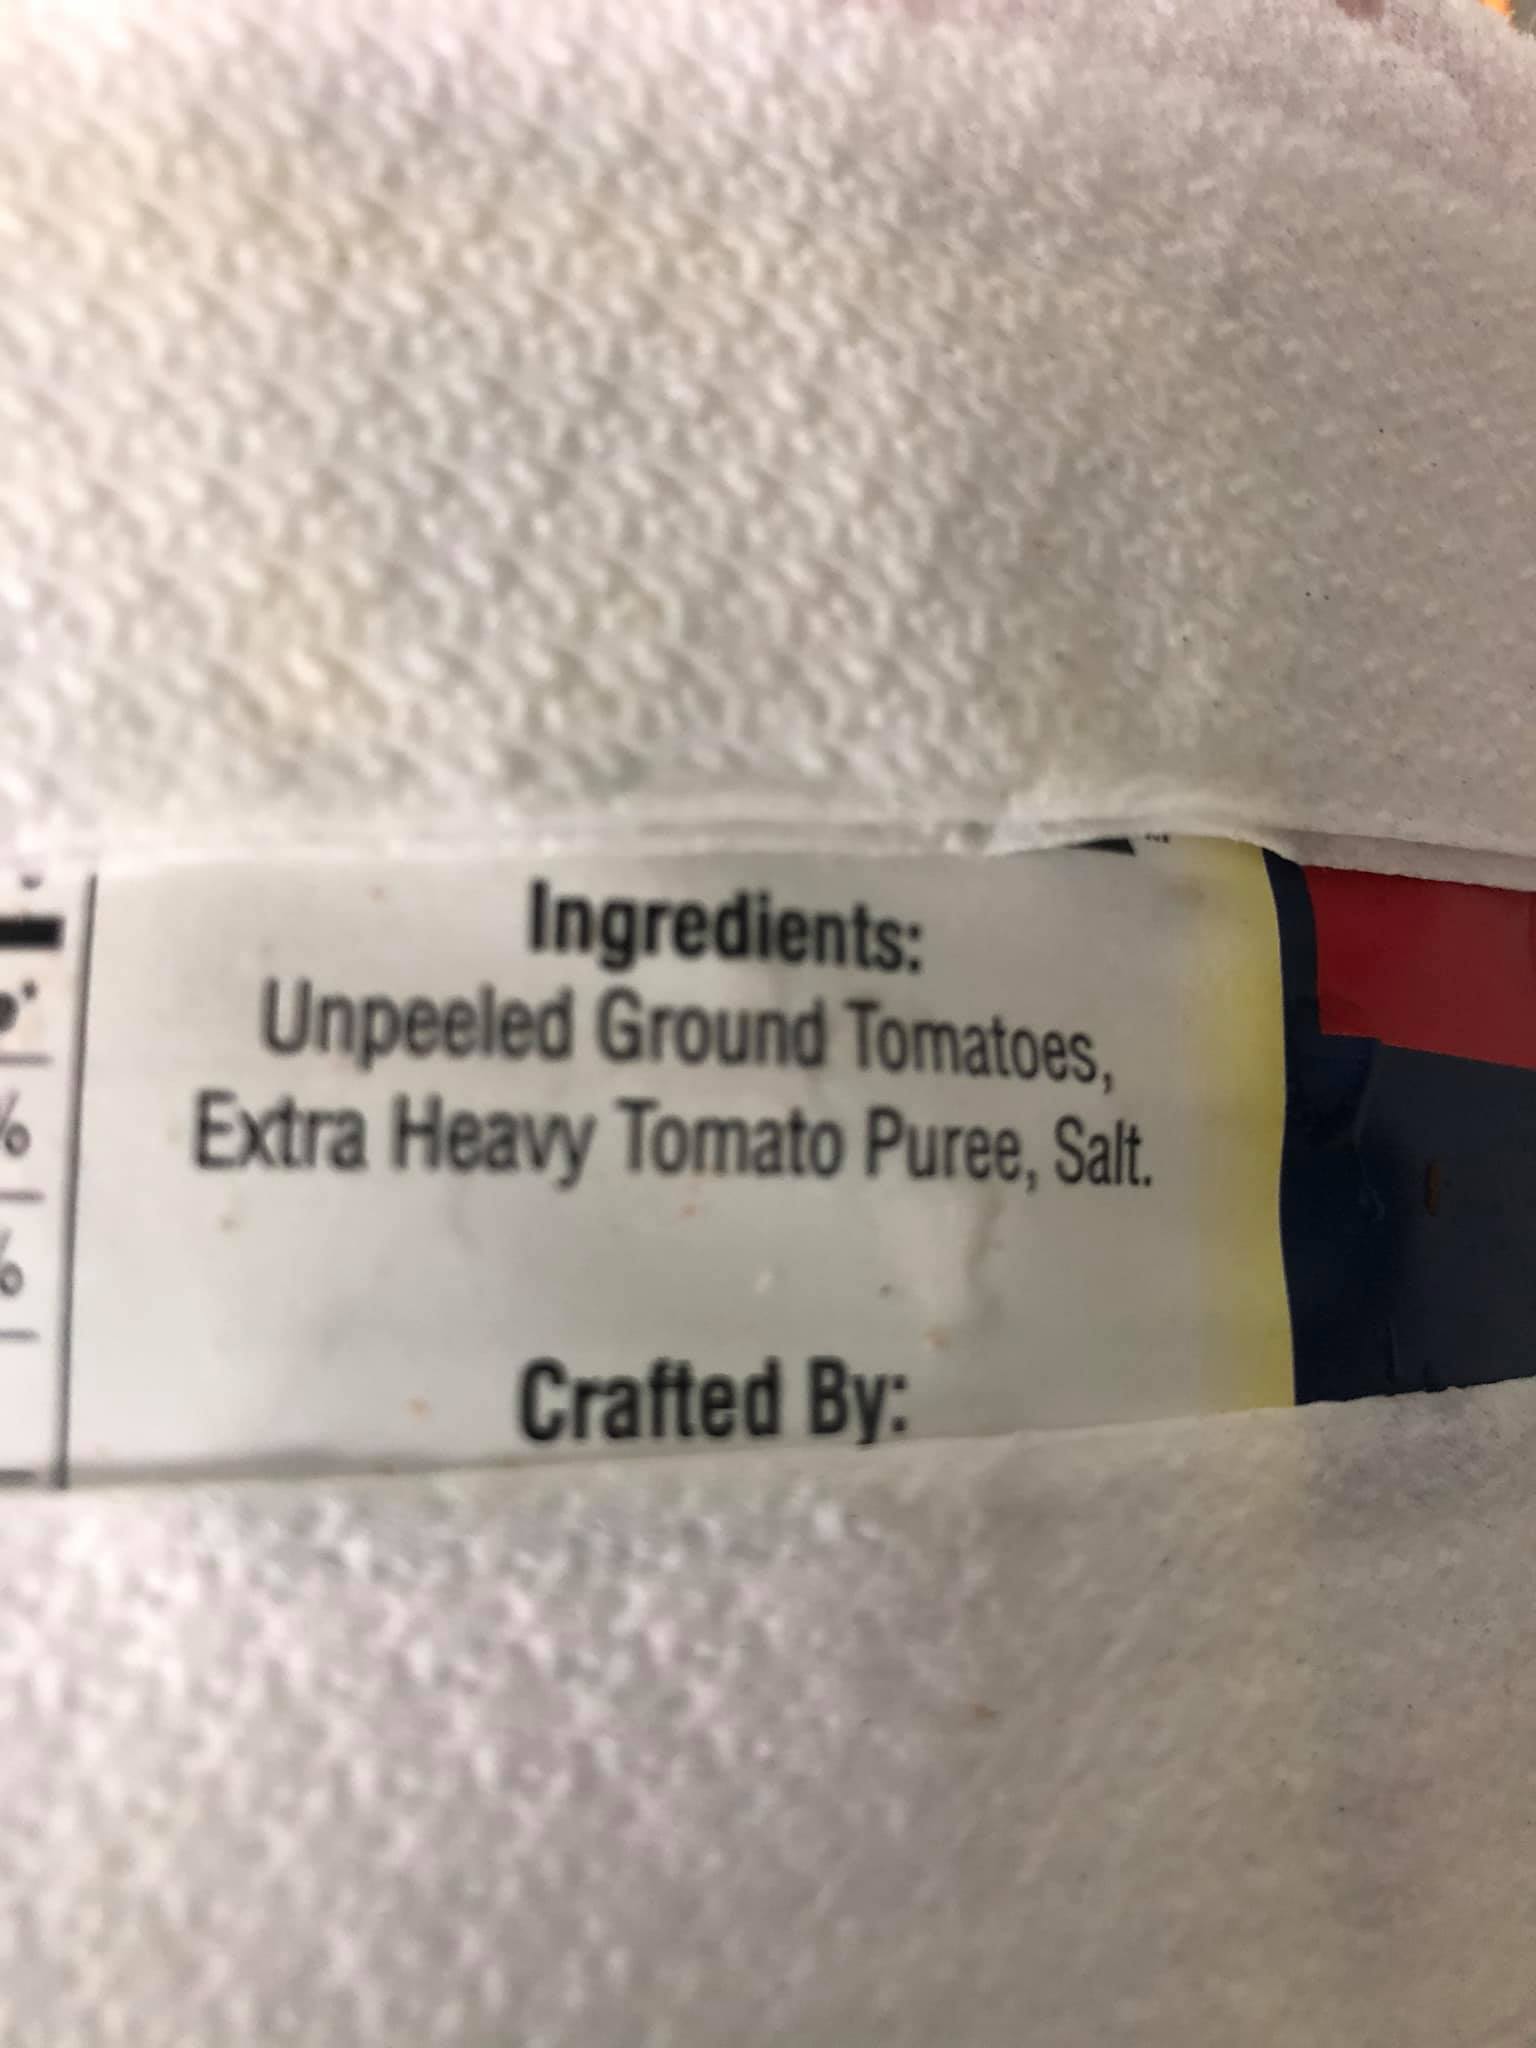 Ingredients:
Unpeeled Ground Tomatoes,
Extra Heavy Tomato Puree, Salt.
Crafted By:
%
%